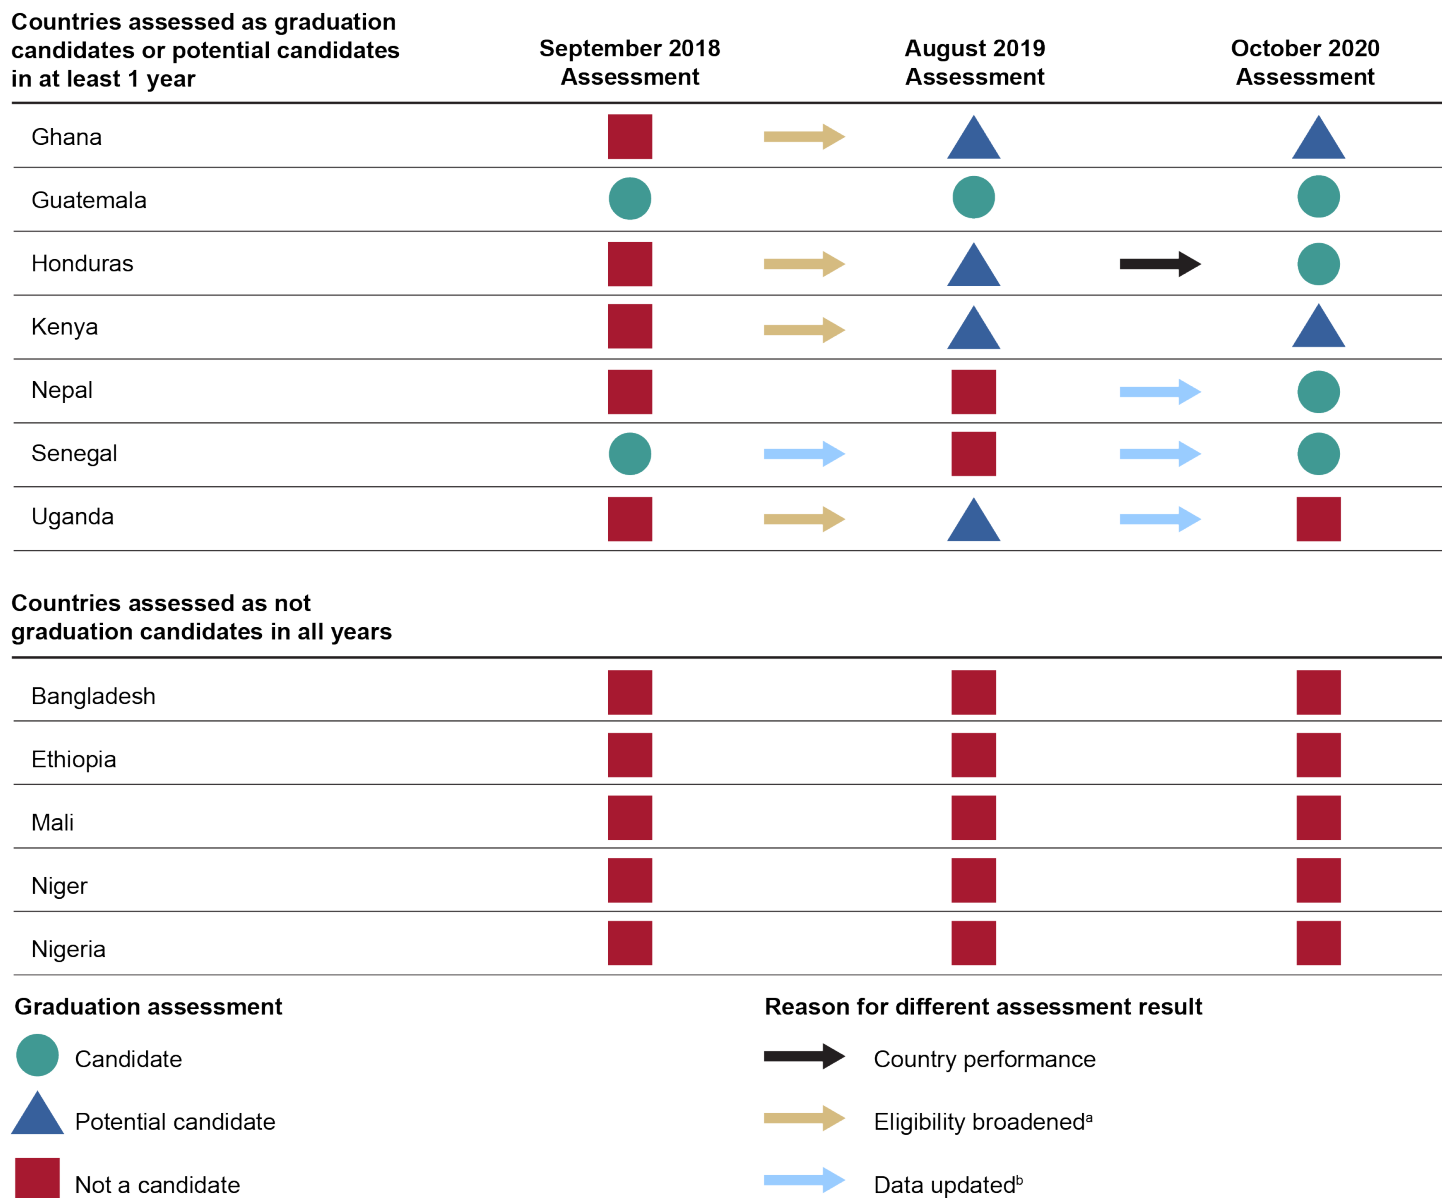 Countries assessed as graduation
candidates or potential candidates
in at least 1 year
September 2018
Assessment
August 2019
Assessment
October 2020
Assessment
Ghana
Guatemala
Honduras
Kenya
Nepal
Senegal
Uganda
Countries assessed as not
graduation candidates in all years
Bangladesh
Ethiopia
Mali
Niger
Nigeria
Graduation assessment
Candidate
Potential candidate
Not a candidate
Reason for different assessment result
Country performance
Eligibility broadenedᵃ
Data updatedᵇ